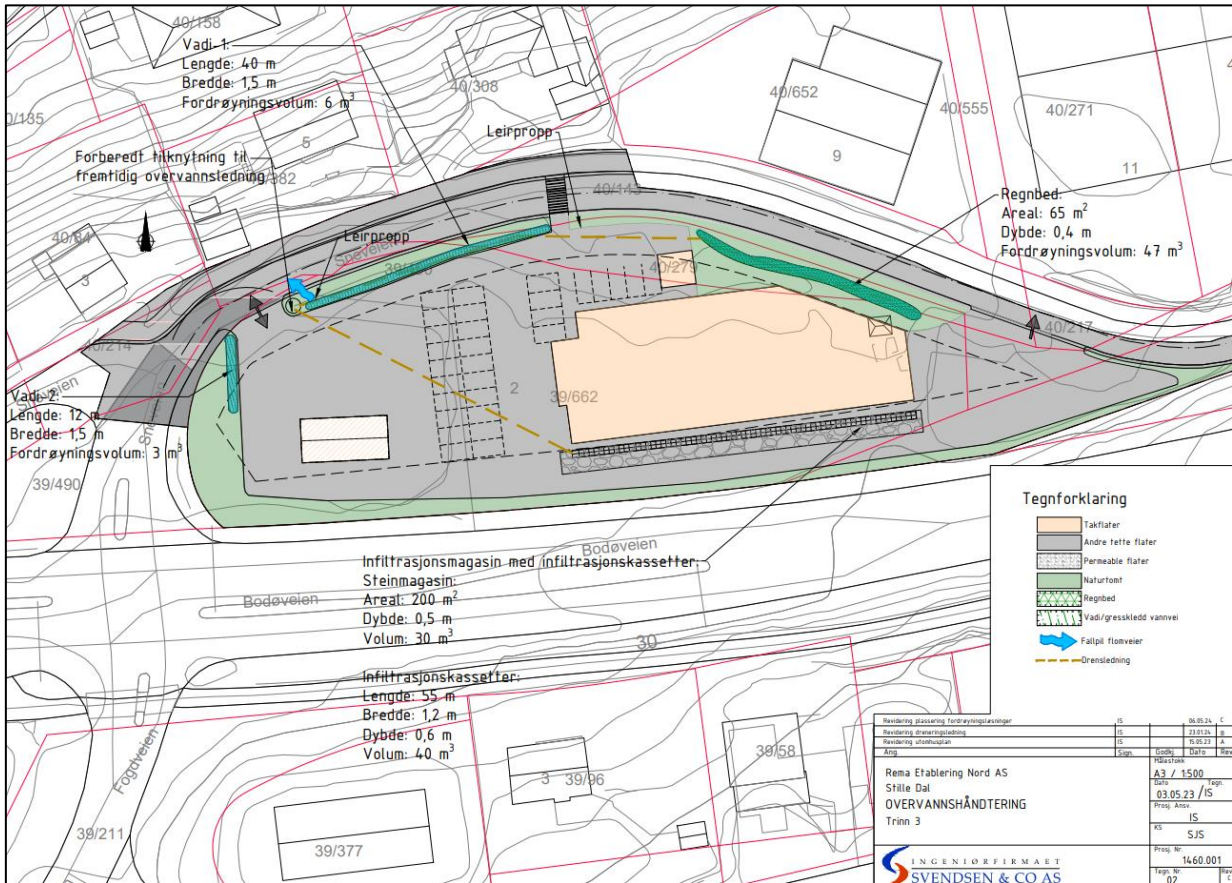 40/158
Vadi-1:
Lengde: 40 m
Bredde: 1,5 m
Fordrøyningsvolum: 6 m³
40/308
40/652
40/555
40/271
0/135
5
9
11
Leirpropp
Forberedt tilknytning til
fremtidig overvannsledning
/382
40/143
Regnbed:
Areal: 65 m²
Dybde: 0,4 m
Fordrøyningsvolum: 47 m³
40/84
3
Leirpropp
Sneveien
40/279
40/217
40/214
Vadi-2:
Lengde: 12 m
Bredde: 1,5 m
Fordrøyningsvolum: 3 m³
2
39/662
39/490
Bodøveien
Bodøveien
30
Infiltrasjonsmagasin med infiltrasjonskassetter:
Steinmagasin:
Areal: 200 m²
Dybde: 0,5 m
Volum: 30 m³
Infiltrasjonskassetter:
Lengde: 55 m
Bredde: 1,2 m
Dybde: 0,6 m
Volum: 40 m³
Fogdveien
39/211
39/377
3
39/96
39/58
Tegnforklaring
Takflater
Andre tette flater
Permeable flater
Naturtomt
Regnbed
Vadi/gresskledd vannvei
Fallpil flomveier
Drensledning
Revidering plassering fordrøyningsløsninger IS 06.05.24 C
Revidering dreneringsledning IS 23.01.24 B
Revidering utomhusplan IS 15.05.23 A
Ang. Sign. Godkj. Dato Rev
Rema Etablering Nord AS
Stille Dal
OVERVANNSHÅNDTERING
Trinn 3
Målestokk
A3 / 1:500
Dato Tegn.
03.05.23 / IS
Prosj. Ansv.
IS
KS
SJS
Prosj. Nr.
1460.001
Tegn. Nr.
02
INGENIØRFIRMAET
SVENDSEN & CO AS